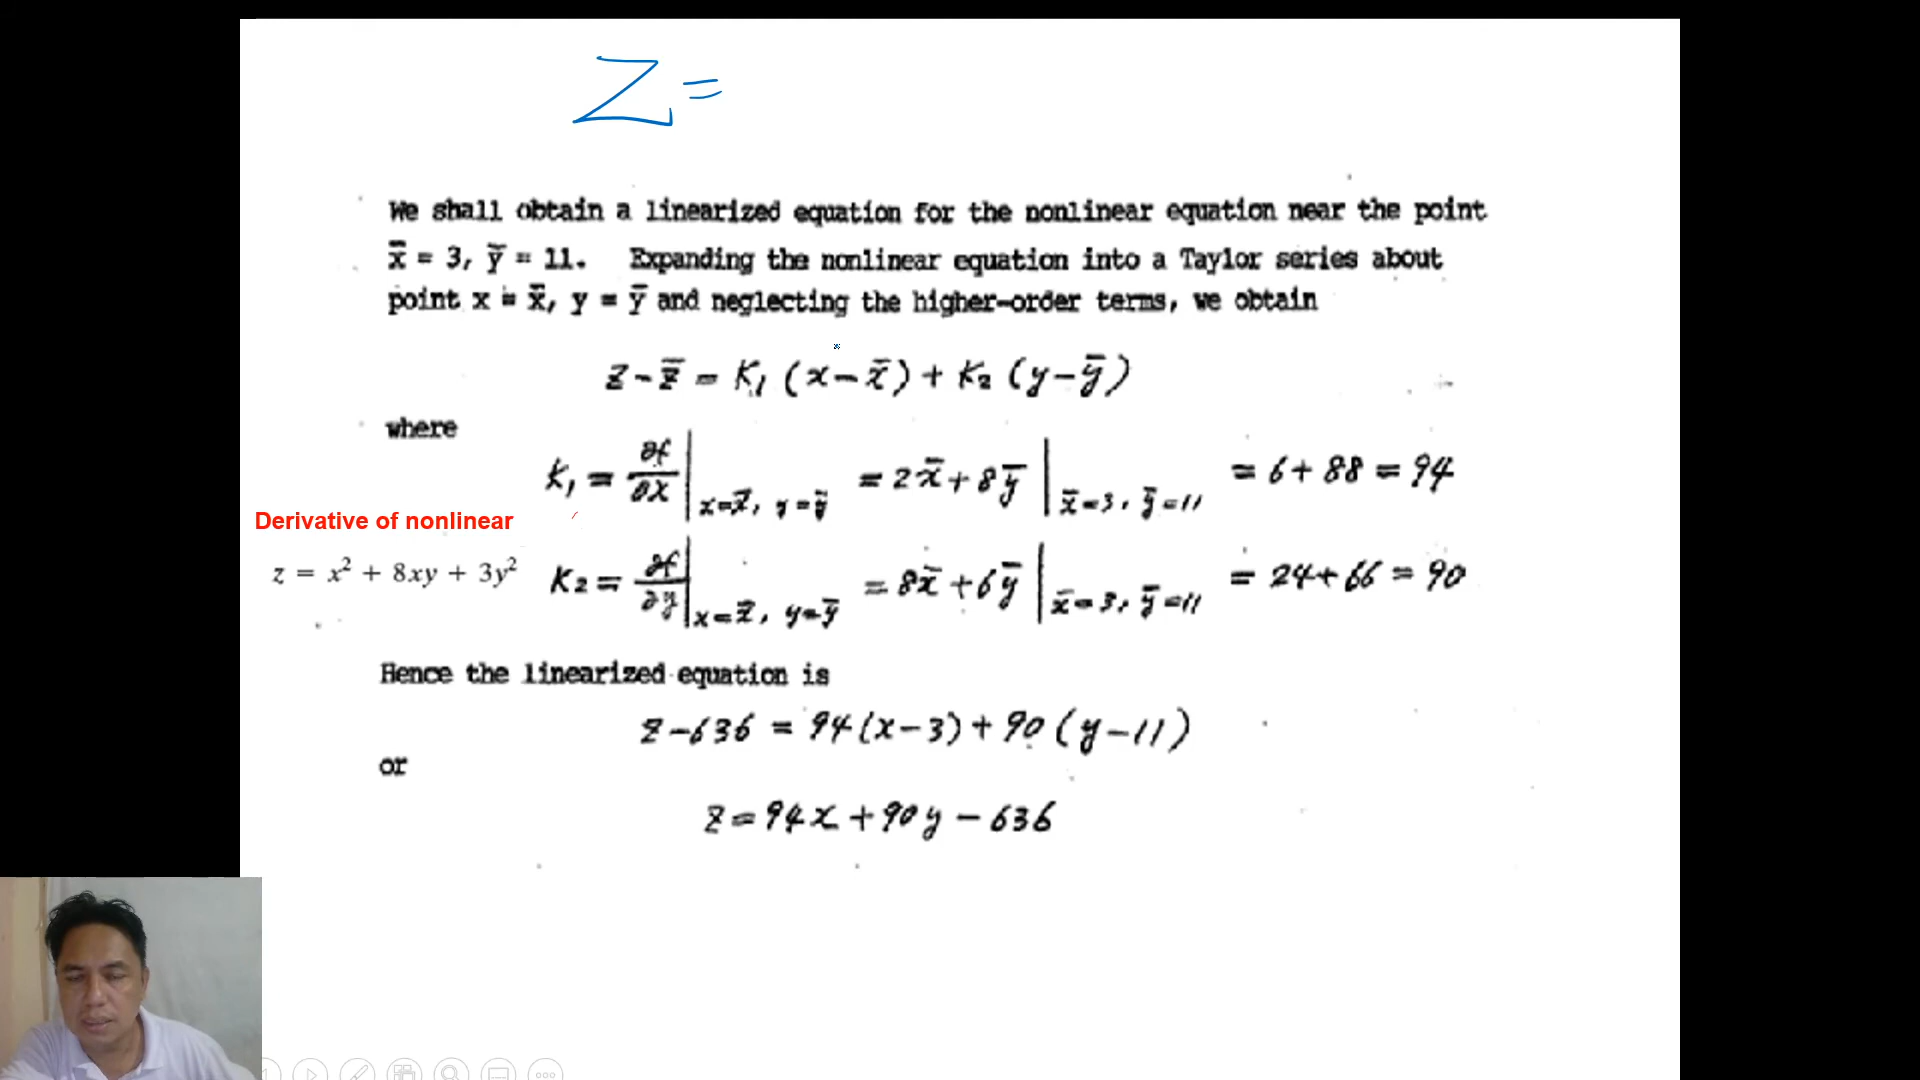 Z =
We shall obtain a linearized equation for the nonlinear equation near the point
x̄ = 3, ȳ = 11. Expanding the nonlinear equation into a Taylor series about
point x = x̄, y = ȳ and neglecting the higher-order terms, we obtain
z - z̄ = K₁ (x - x̄) + K₂ (y - ȳ)
where
K₁ = ∂f/∂x | x=x̄, y=ȳ = 2x̄ + 8ȳ | x̄=3, ȳ=11 = 6 + 88 = 94
Derivative of nonlinear
z = x² + 8xy + 3y²
K₂ = ∂f/∂y | x=x̄, y=ȳ = 8x̄ + 6ȳ | x̄=3, ȳ=11 = 24 + 66 = 90
Hence the linearized equation is
z - 636 = 94 (x - 3) + 90 (y - 11)
or
z = 94x + 90y - 636